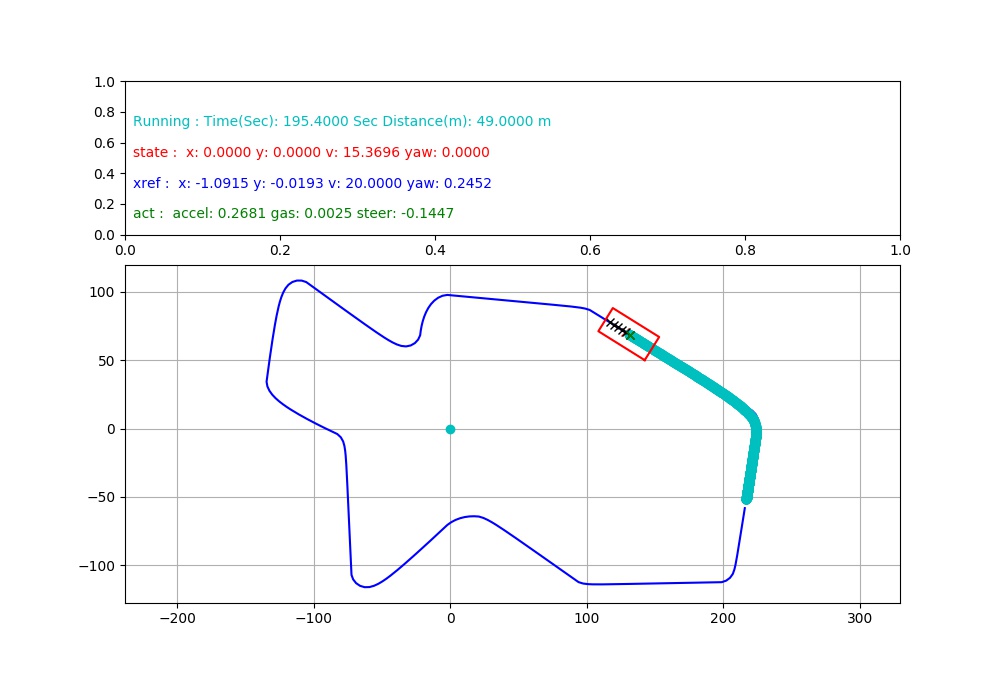 1.0
0.8
0.6
0.4
0.2
0.0
Running : Time(Sec): 195.4000 Sec Distance(m): 49.0000 m
state :  x: 0.0000 y: 0.0000 v: 15.3696 yaw: 0.0000
xref :  x: -1.0915 y: -0.0193 v: 20.0000 yaw: 0.2452
act :  accel: 0.2681 gas: 0.0025 steer: -0.1447
0.0 0.2 0.4 0.6 0.8 1.0
100
50
0
−50
−100
−200 −100 0 100 200 300